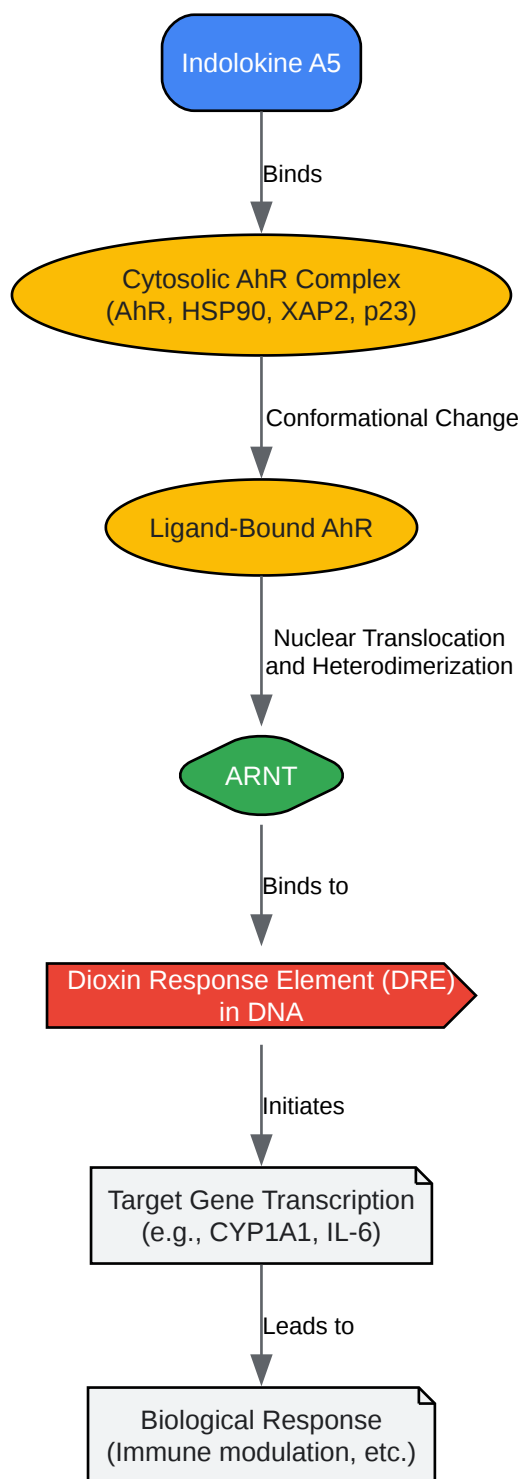 Indolokine A5
Binds
Cytosolic AhR Complex
(AhR, HSP90, XAP2, p23)
Conformational Change
Ligand-Bound AhR
Nuclear Translocation
and Heterodimerization
ARNT
Binds to
Dioxin Response Element (DRE)
in DNA
Initiates
Target Gene Transcription
(e.g., CYP1A1, IL-6)
Leads to
Biological Response
(Immune modulation, etc.)